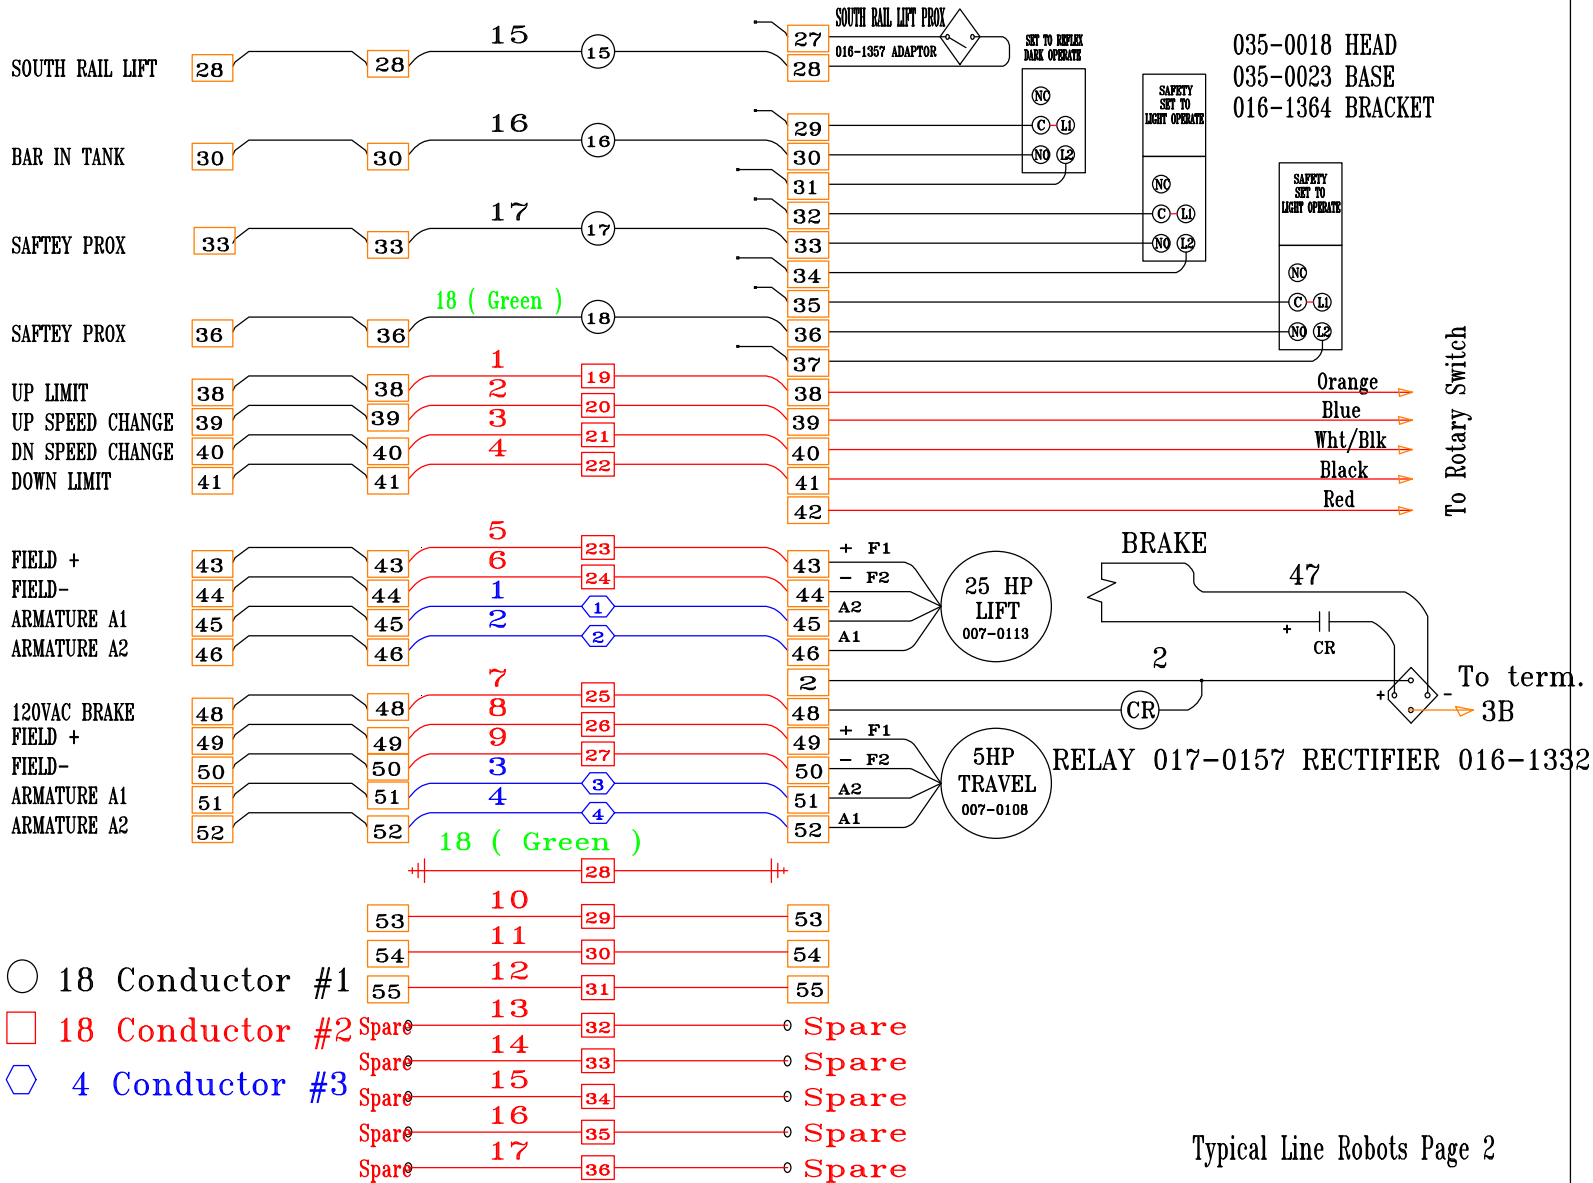 SOUTH RAIL LIFT 28 28 15 15 27 SOUTH RAIL LIFT PROX
28 016-1357 ADAPTOR
SET TO REFLEX
DARK OPERATE
035-0018 HEAD
035-0023 BASE
016-1364 BRACKET
NC
C L1
NO L2
SAFETY
SET TO
LIGHT OPERATE
NC
C L1
NO L2
SAFETY
SET TO
LIGHT OPERATE
NC
C L1
NO L2
BAR IN TANK 30 30 16 16 29
30
31
SAFTEY PROX 33 33 17 17 32
33
34
SAFTEY PROX 36 36 18 ( Green ) 18 35
36
37
UP LIMIT 38 38 1 19 38 Orange
UP SPEED CHANGE 39 39 2 20 39 Blue
DN SPEED CHANGE 40 40 3 21 40 Wht/Blk
DOWN LIMIT 41 41 4 22 41 Black
42 Red
To Rotary Switch
FIELD + 43 43 5 23 43 + F1
FIELD- 44 44 6 24 44 - F2
ARMATURE A1 45 45 1 1 45 A2
ARMATURE A2 46 46 2 2 46 A1
25 HP
LIFT
007-0113
BRAKE
47
+ CR
2 2
To term.
+ -
3B
120VAC BRAKE 48 48 7 25 48 CR
FIELD + 49 49 8 26 49 + F1
FIELD- 50 50 9 27 50 - F2
ARMATURE A1 51 51 3 3 51 A2
ARMATURE A2 52 52 4 4 52 A1
5HP
TRAVEL
007-0108
RELAY 017-0157 RECTIFIER 016-1332
18 ( Green )
28
53 10 29 53
54 11 30 54
55 12 31 55
Spare 13 32 Spare
Spare 14 33 Spare
Spare 15 34 Spare
Spare 16 35 Spare
Spare 17 36 Spare
18 Conductor #1
18 Conductor #2
4 Conductor #3
Typical Line Robots Page 2